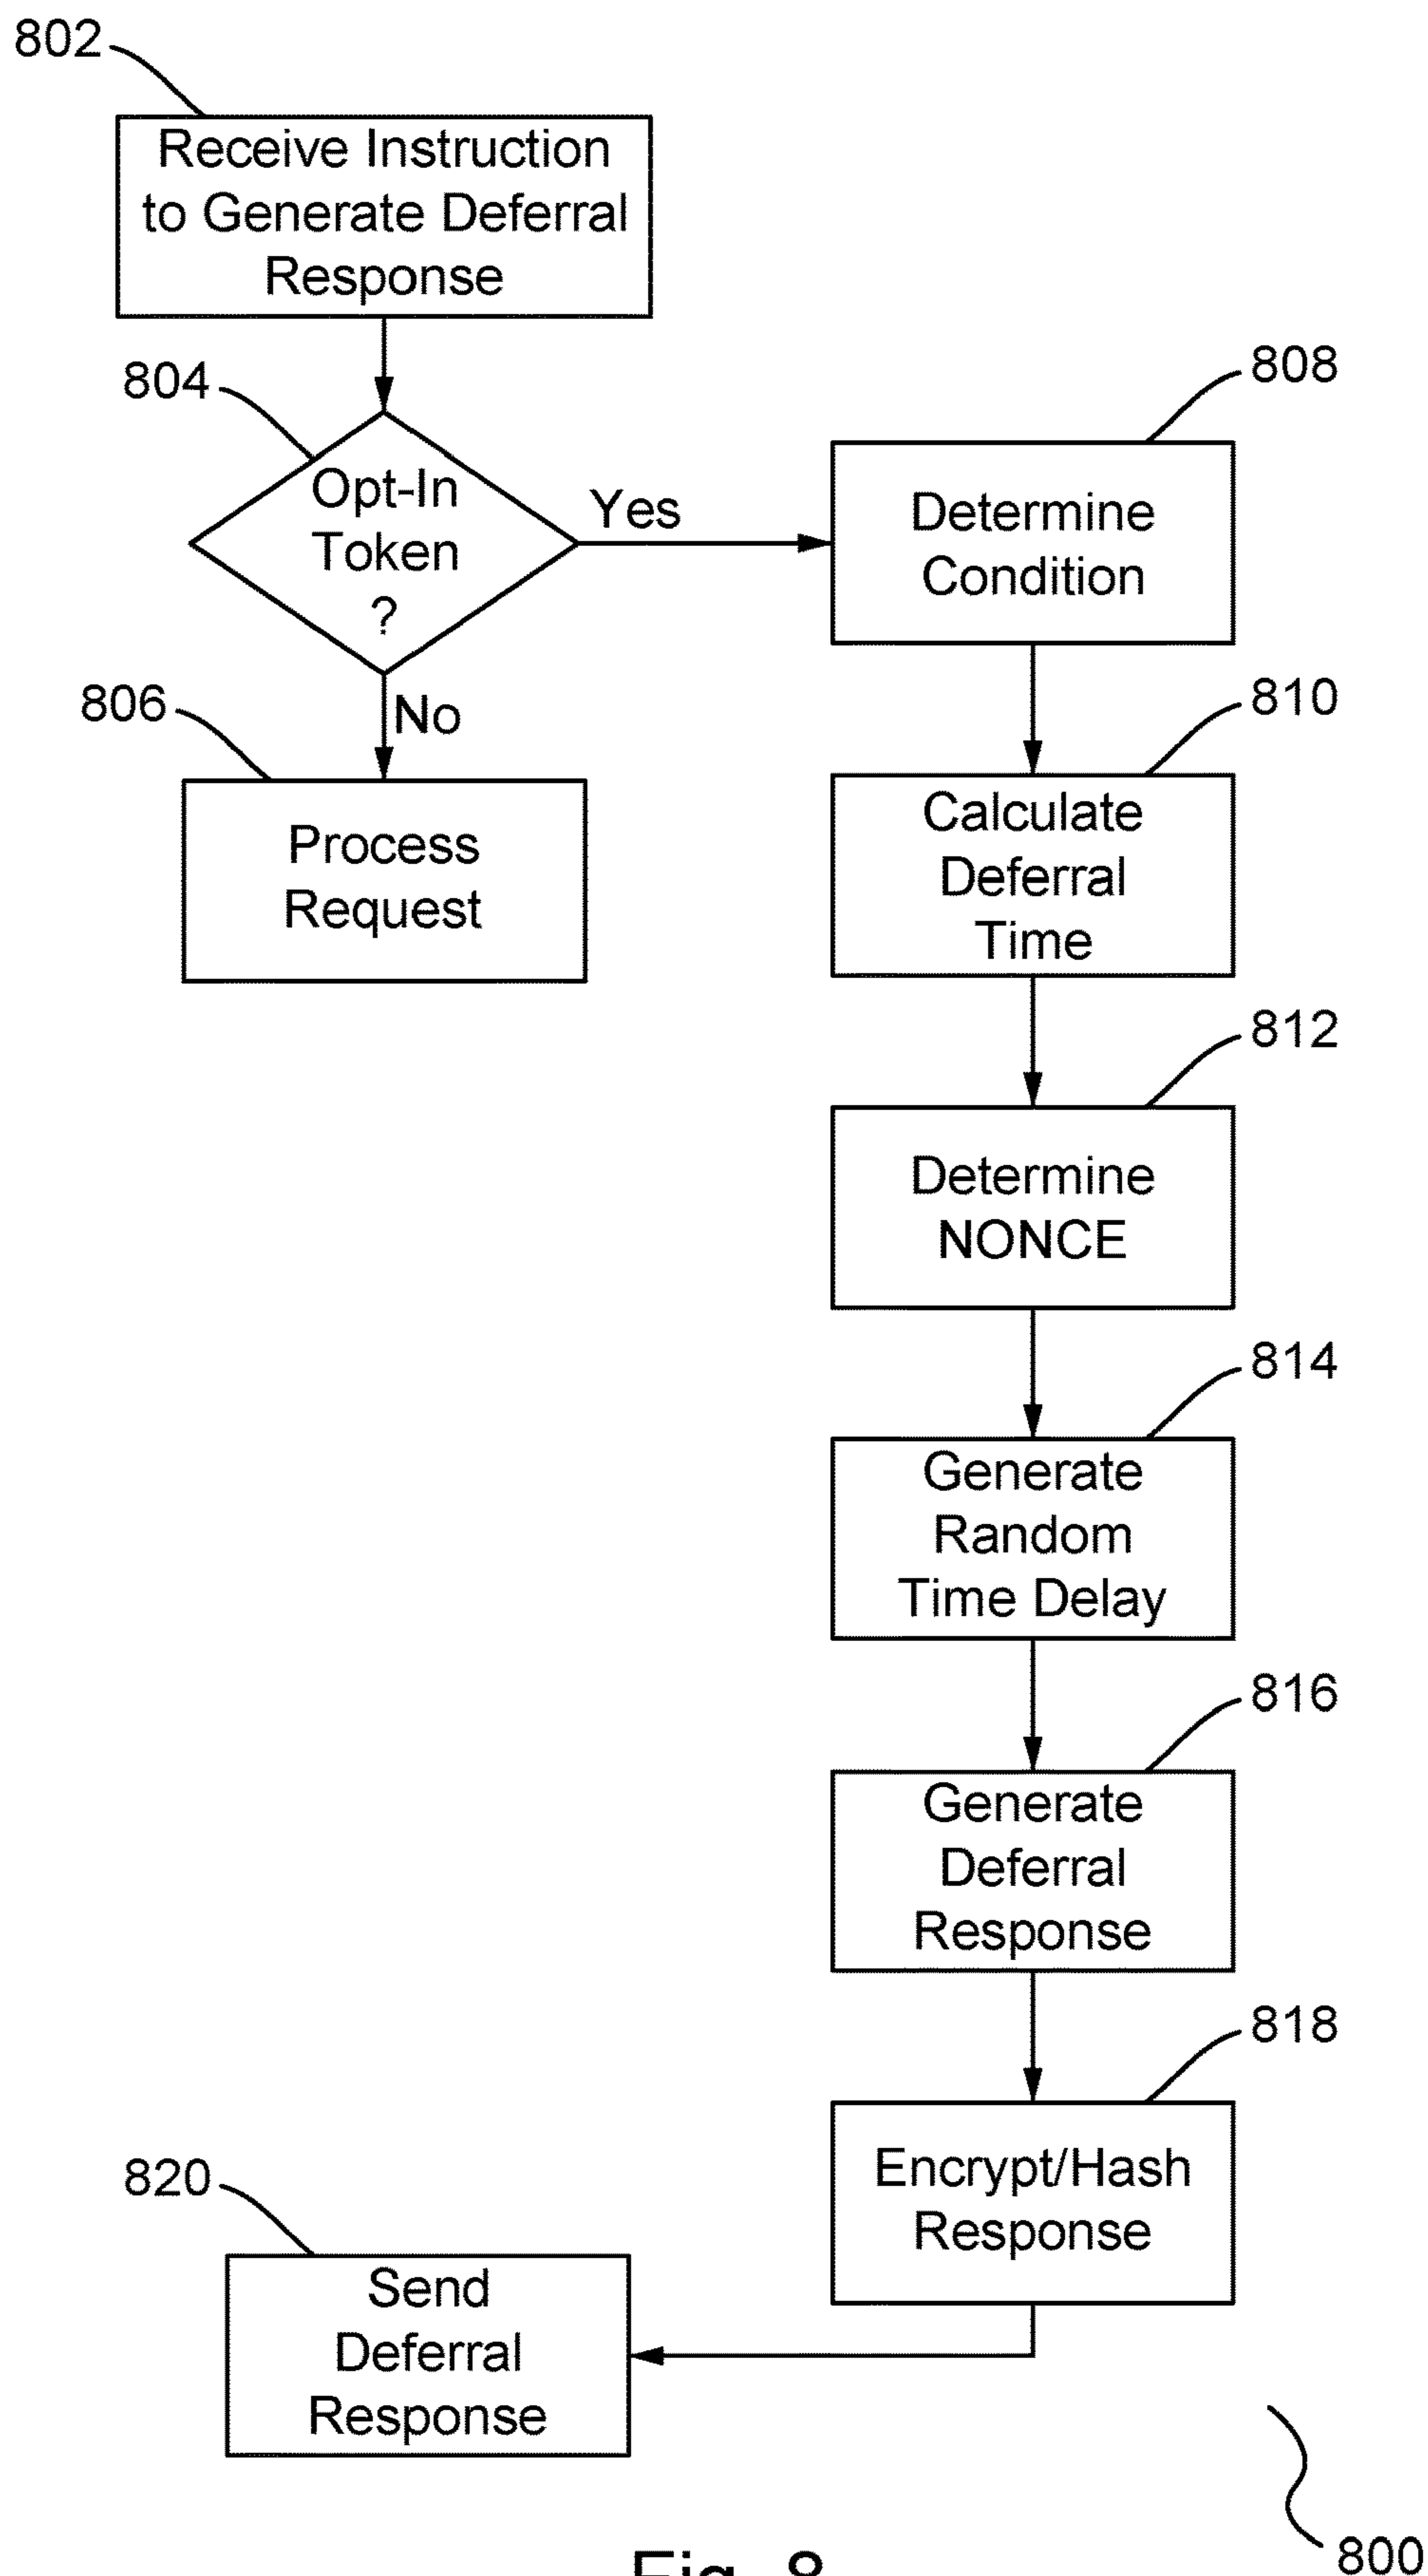 802
Receive Instruction
to Generate Deferral
Response
804
Opt-In
Token
?
Yes
No
806
Process
Request
808
Determine
Condition
810
Calculate
Deferral
Time
812
Determine
NONCE
814
Generate
Random
Time Delay
816
Generate
Deferral
Response
818
Encrypt/Hash
Response
820
Send
Deferral
Response
800
Fig. 8